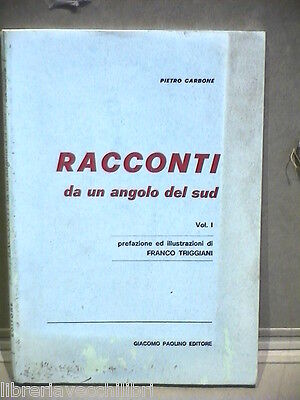 PIETRO CARBONE
RACCONTI
da un angolo del sud
Vol. I
prefazione ed illustrazioni di
FRANCO TRIGGIANI
GIACOMO PAOLINO EDITORE
libreriavecchilibri